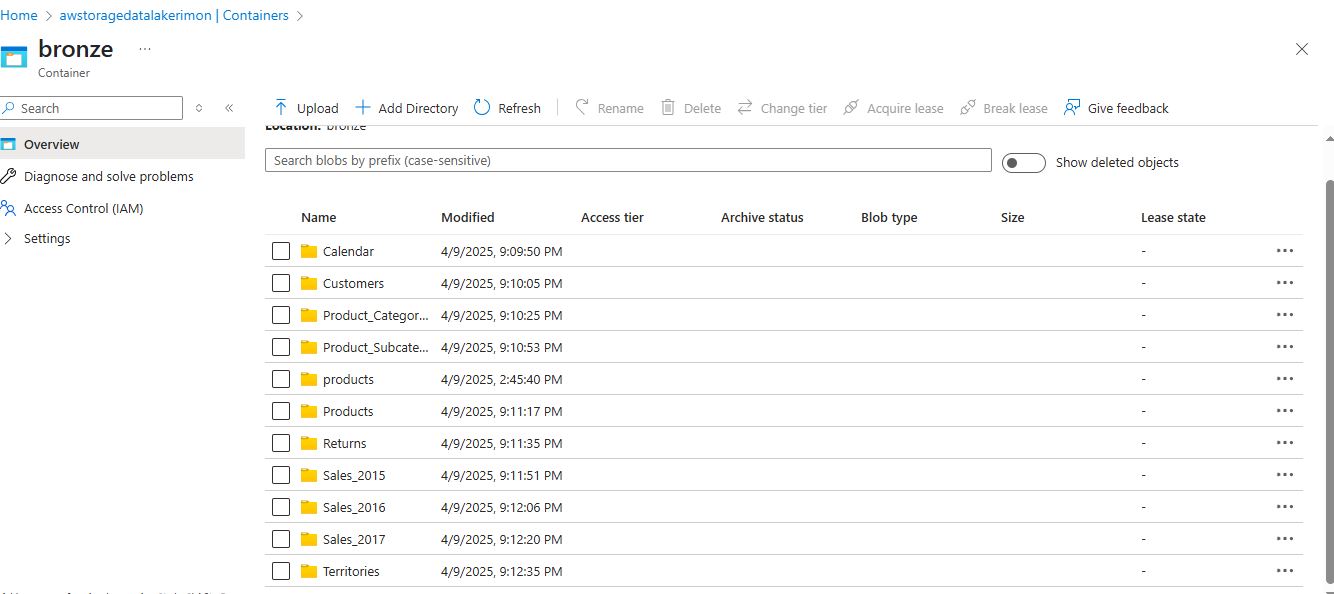 Home > awstoragedatalakerimon | Containers >
bronze ...
Container
Search
Upload Add Directory Refresh Rename Delete Change tier Acquire lease Break lease Give feedback
Overview
Diagnose and solve problems
Access Control (IAM)
Settings
Location: bronze
Search blobs by prefix (case-sensitive)
Show deleted objects
Name Modified Access tier Archive status Blob type Size Lease state
Calendar 4/9/2025, 9:09:50 PM - ...
Customers 4/9/2025, 9:10:05 PM - ...
Product_Categor... 4/9/2025, 9:10:25 PM - ...
Product_Subcate... 4/9/2025, 9:10:53 PM - ...
products 4/9/2025, 2:45:40 PM - ...
Products 4/9/2025, 9:11:17 PM - ...
Returns 4/9/2025, 9:11:35 PM - ...
Sales_2015 4/9/2025, 9:11:51 PM - ...
Sales_2016 4/9/2025, 9:12:06 PM - ...
Sales_2017 4/9/2025, 9:12:20 PM - ...
Territories 4/9/2025, 9:12:35 PM - ...